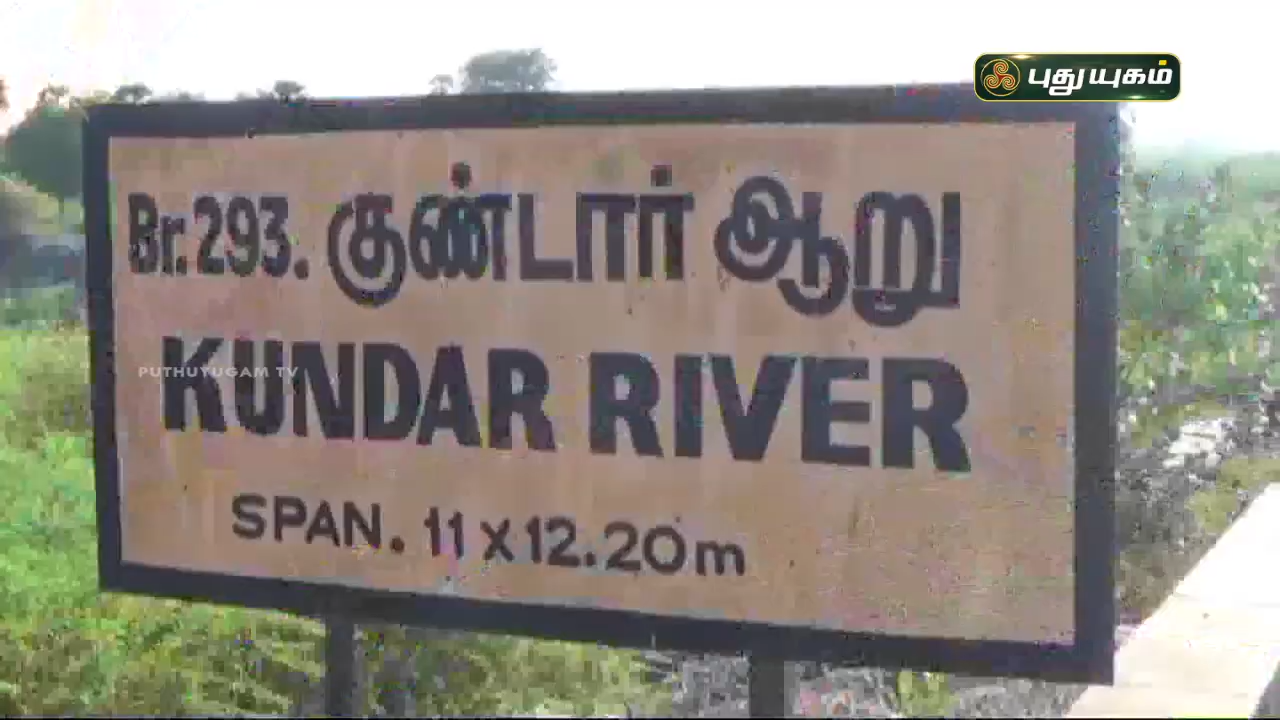 புதுயுகம்
Br.293. குண்டார் ஆறு
PUTHUYUGAM TV
KUNDAR RIVER
SPAN. 11 x 12.20m